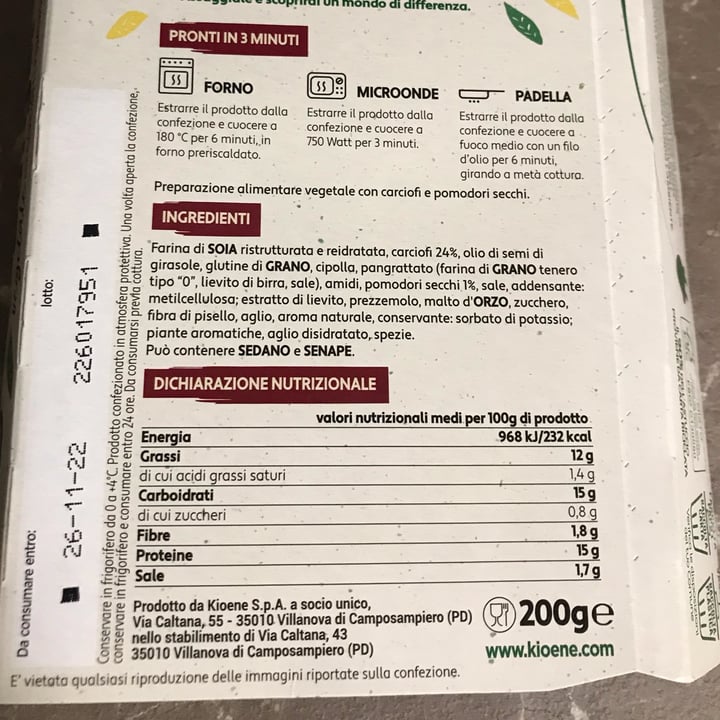 scoprirai un mondo di differenza.
PRONTI IN 3 MINUTI
FORNO
Estrarre il prodotto dalla
confezione e cuocere a
180 °C per 6 minuti, in
forno preriscaldato.
MICROONDE
Estrarre il prodotto dalla
confezione e cuocere a
750 Watt per 3 minuti.
PADELLA
Estrarre il prodotto dalla
confezione e cuocere a
fuoco medio con un filo
d'olio per 6 minuti,
girando a metà cottura.
Preparazione alimentare vegetale con carciofi e pomodori secchi.
INGREDIENTI
Farina di SOIA ristrutturata e reidratata, carciofi 24%, olio di semi di
girasole, glutine di GRANO, cipolla, pangrattato (farina di GRANO tenero
tipo "0", lievito di birra, sale), amidi, pomodori secchi 1%, sale, addensante:
metilcellulosa; estratto di lievito, prezzemolo, malto d'ORZO, zucchero,
fibra di pisello, aglio, aroma naturale, conservante: sorbato di potassio;
piante aromatiche, aglio disidratato, spezie.
Può contenere SEDANO e SENAPE.
DICHIARAZIONE NUTRIZIONALE
valori nutrizionali medi per 100g di prodotto
Energia 968 kJ/232 kcal
Grassi 12 g
di cui acidi grassi saturi 1,4 g
Carboidrati 15 g
di cui zuccheri 0,8 g
Fibre 1,8 g
Proteine 15 g
Sale 1,7 g
Prodotto da Kioene S.p.A. a socio unico,
Via Caltana, 55 - 35010 Villanova di Camposampiero (PD)
nello stabilimento di Via Caltana, 43
35010 Villanova di Camposampiero (PD)
200g e
www.kioene.com
E' vietata qualsiasi riproduzione delle immagini riportate sulla confezione.
Da consumare entro:
26-11-22
lotto:
226017951
Conservare in frigorifero da 0 a +4°C. Prodotto confezionato in atmosfera protettiva. Una volta aperta la confezione,
conservare in frigorifero e consumare entro 24 ore. Da consumarsi previa cottura.